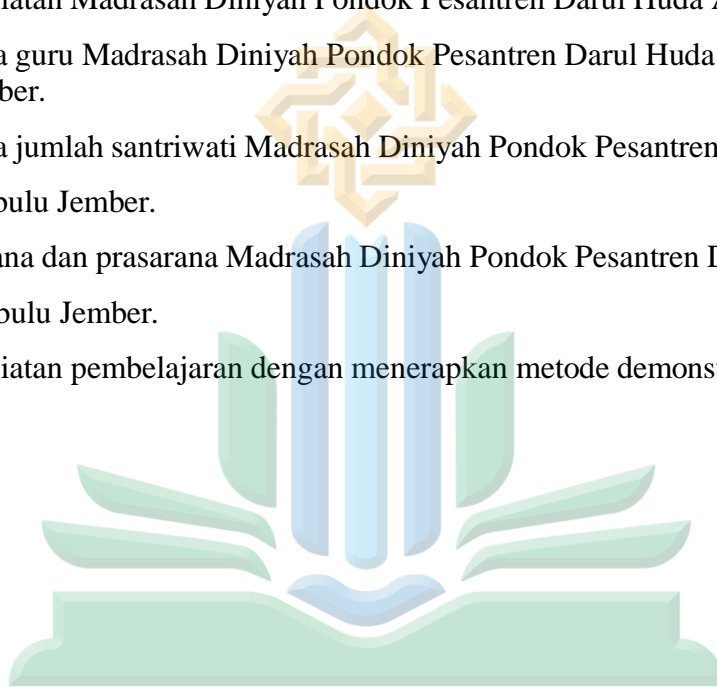 iatan Madrasah Diniyah Pondok Pesantren Darul Huda
a guru Madrasah Diniyah Pondok Pesantren Darul Huda
ber.
a jumlah santriwati Madrasah Diniyah Pondok Pesantren
bulu Jember.
ana dan prasarana Madrasah Diniyah Pondok Pesantren D
bulu Jember.
iatan pembelajaran dengan menerapkan metode demons